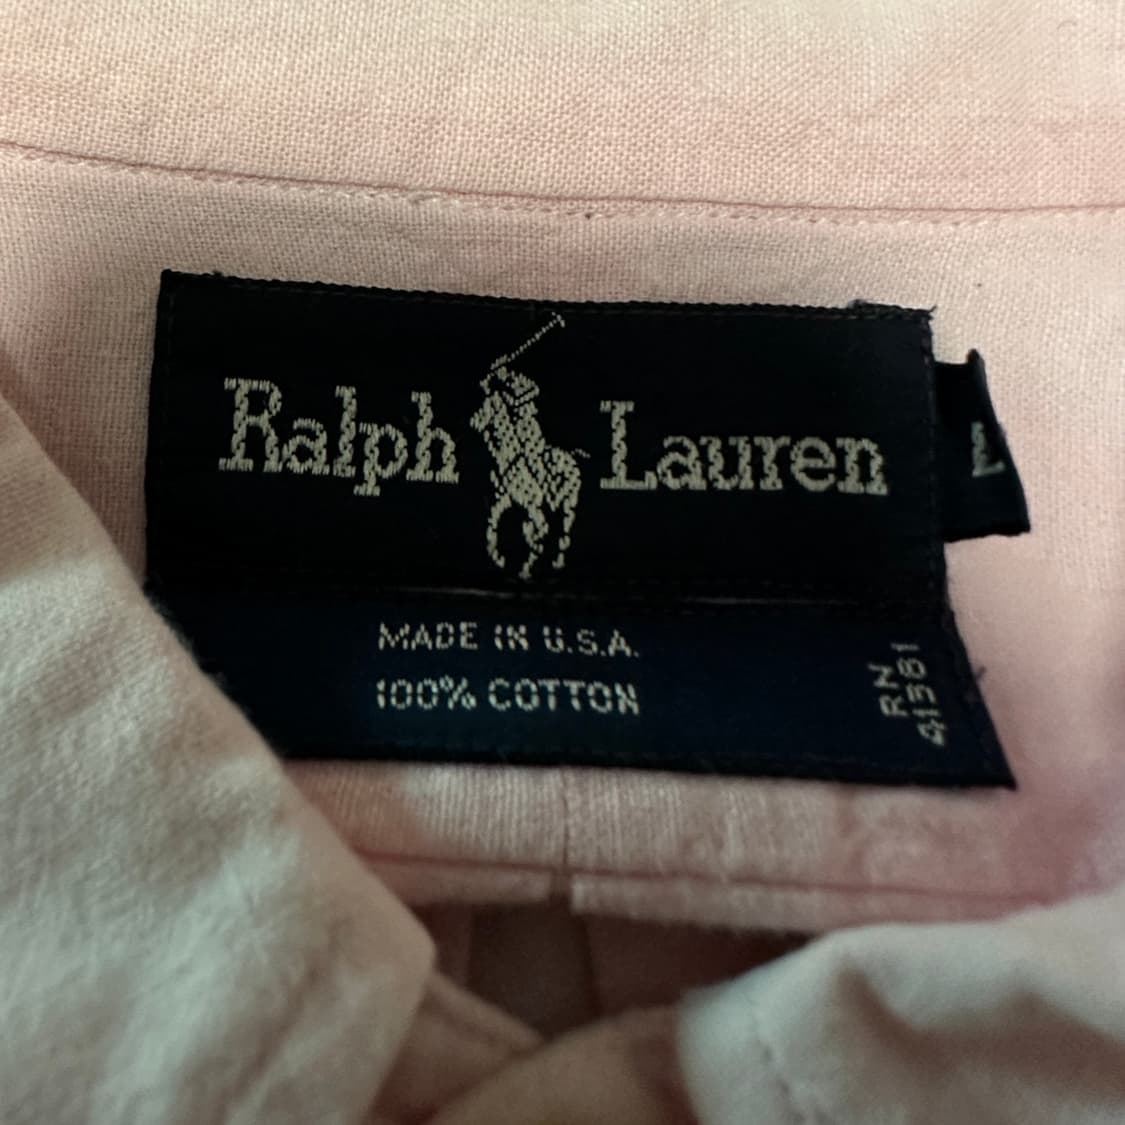 Ralph Lauren
MADE IN U.S.A.
100% COTTON
RN
41381